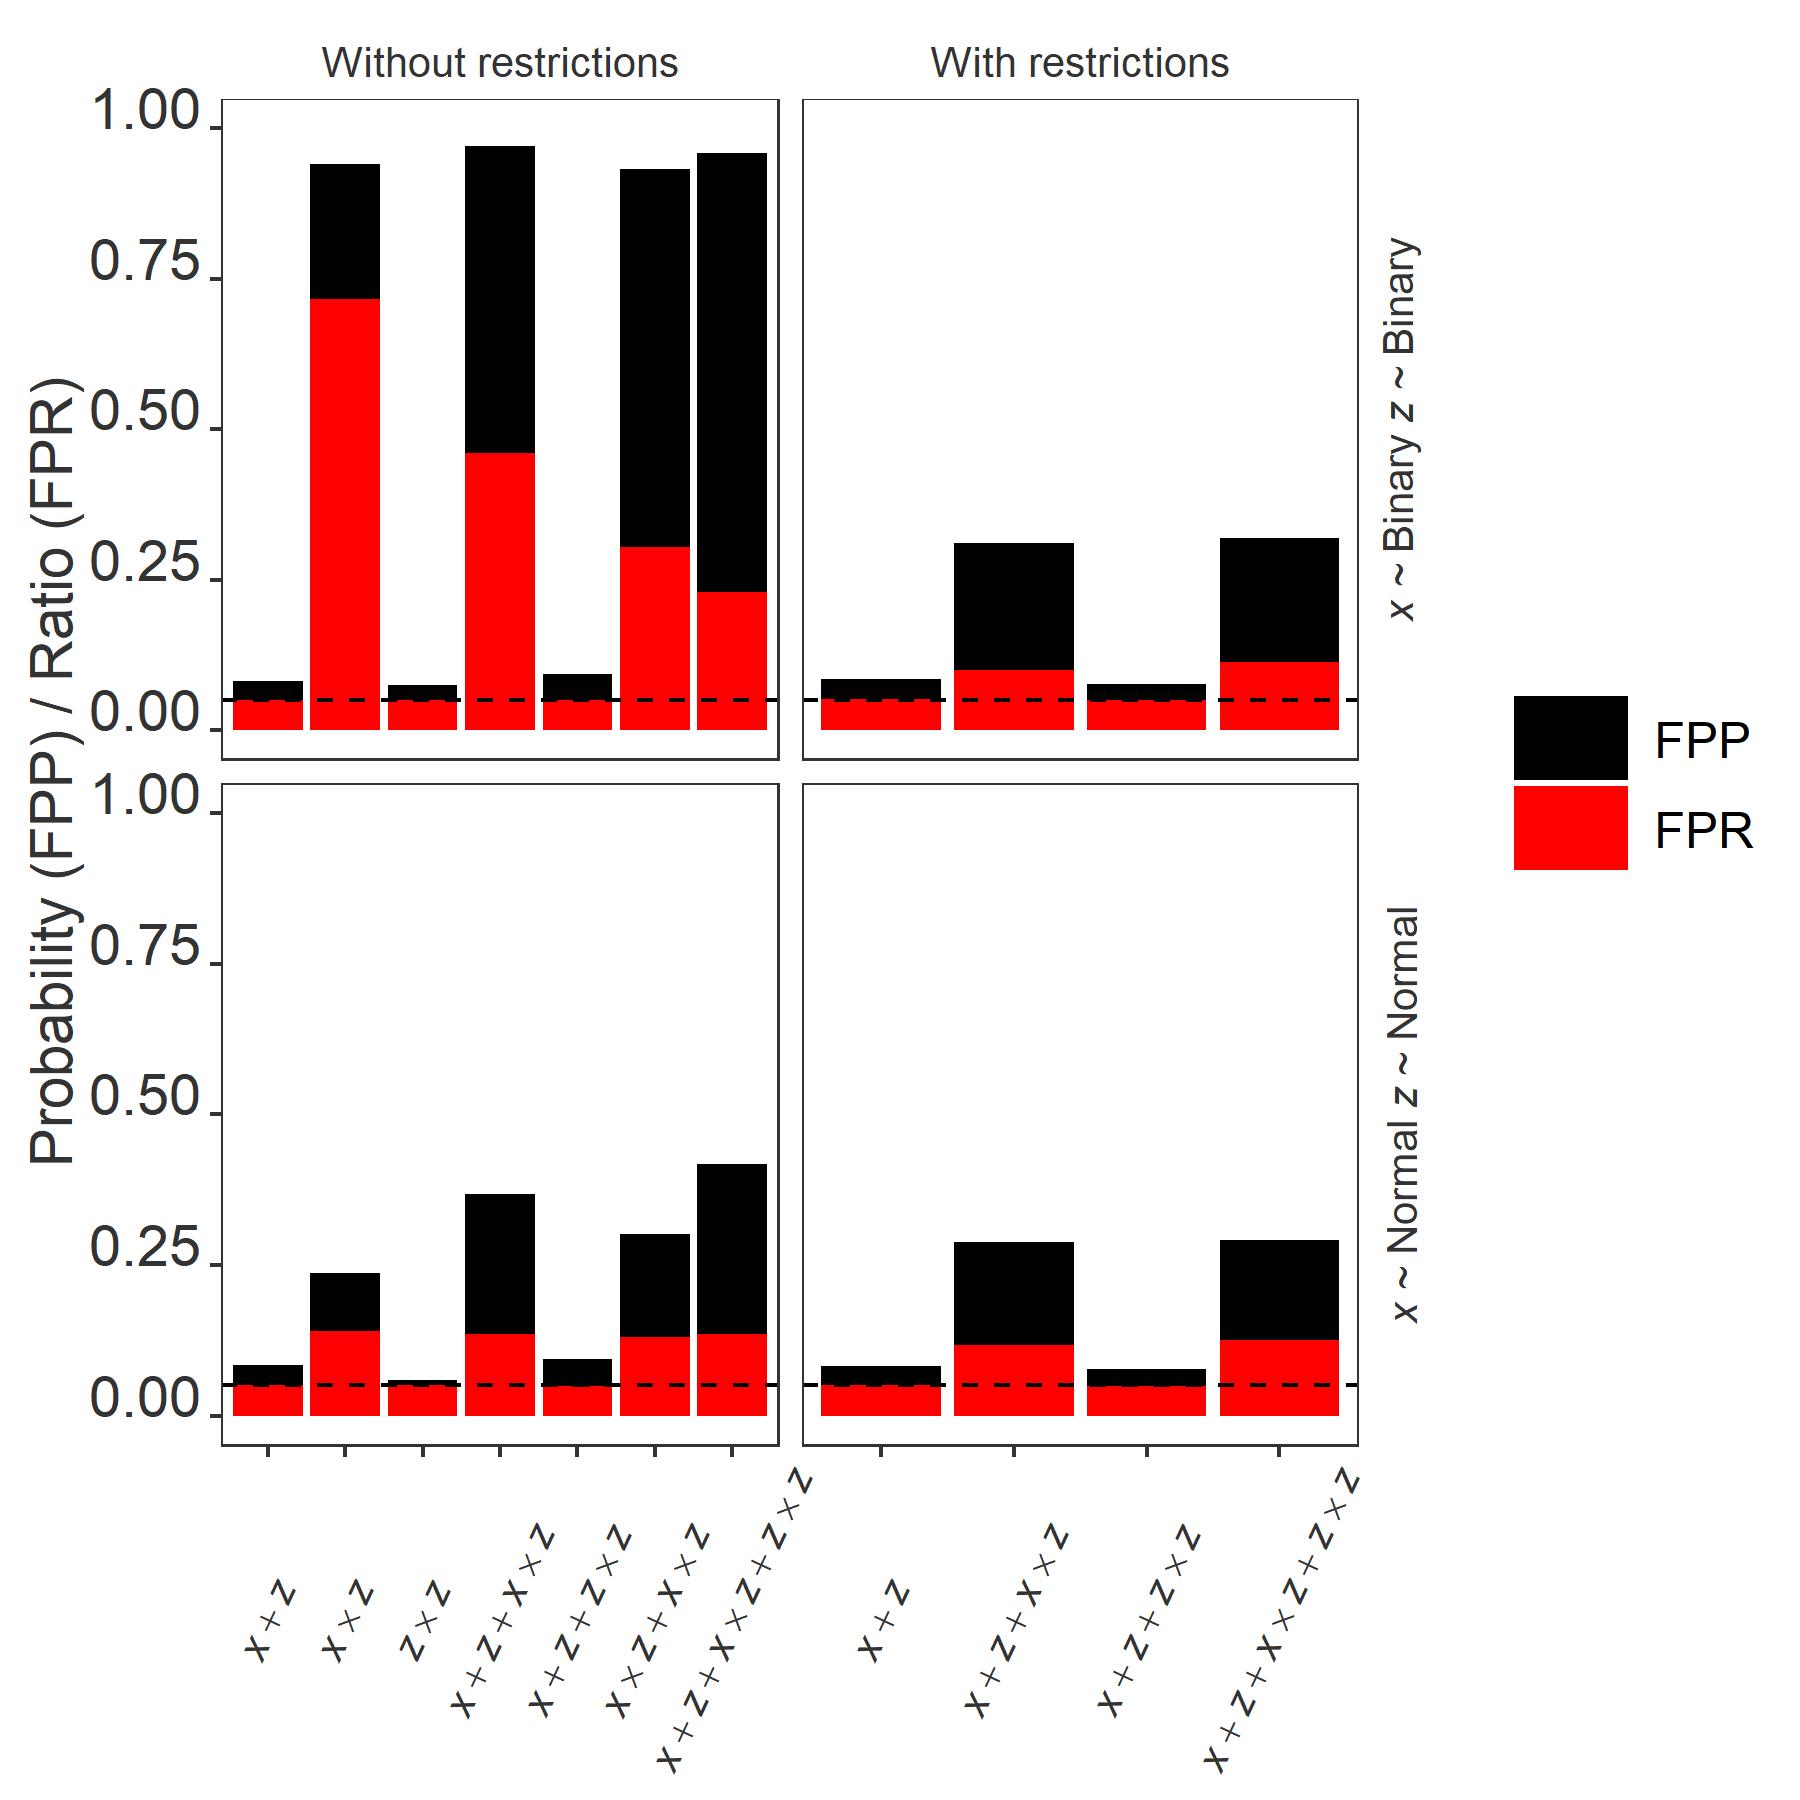 Without restrictions
With restrictions
Probability (FPP) / Ratio (FPR)
1.00
0.75
0.50
0.25
0.00
x ~ Binary z ~ Binary
1.00
0.75
0.50
0.25
0.00
x ~ Normal z ~ Normal
FPP
FPR
x + z
x × z
z × z
x + z + x × z
x + z + z × z
x × z + x × z
x + z + x × z + z × z
x + z
x + z + x × z
x + z + z × z
x + z + x × z + z × z